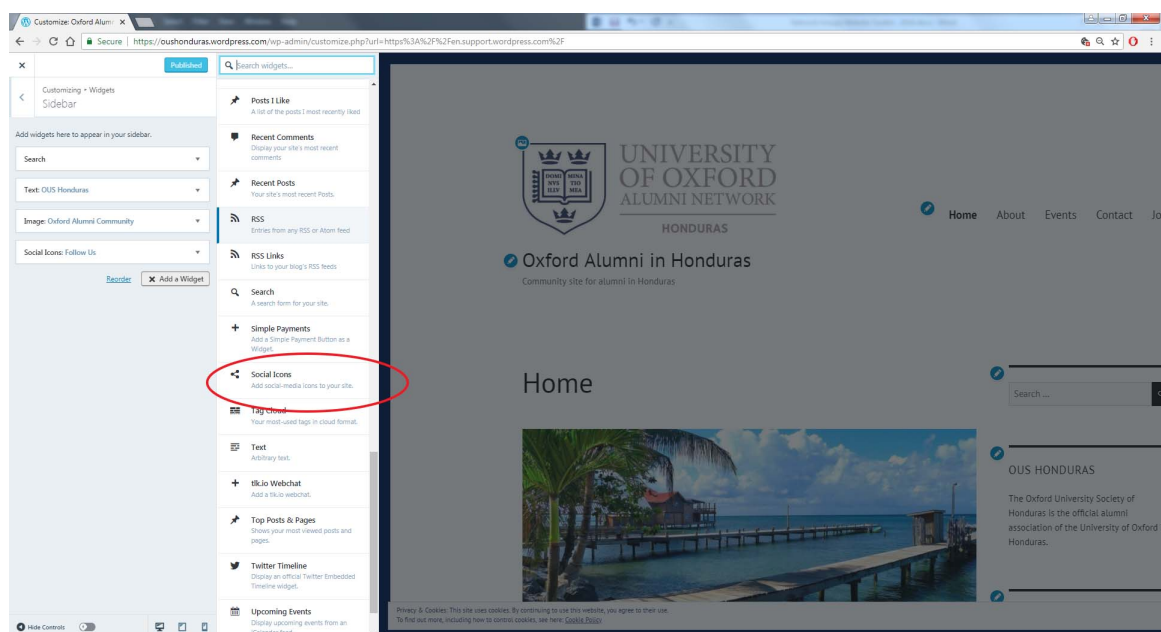 Customize: Oxford Alum
Secure | https://oushonduras.wordpress.com/wp-admin/customize.php?url=https%3A%2F%2Fen.support.wordpress.com%2F
Published
Customizing • Widgets
Sidebar
Add widgets here to appear in your sidebar.
Search
Text: OUS Honduras
Image: Oxford Alumni Community
Social Icons: Follow Us
Reorder
Add a Widget
Hide Controls
Search widgets...
Posts I Like
A list of the posts I most recently liked
Recent Comments
Display your site's most recent
comments
Recent Posts
Your site's most recent Posts.
RSS
Entries from any RSS or Atom feed
RSS Links
Links to your blog's RSS feeds
Search
A search form for your site.
Simple Payments
Add a Simple Payment Button as a
Widget.
Social Icons
Add social-media icons to your site.
Tag Cloud
Your most-used tags in cloud format.
Text
Arbitrary text.
tlk.io Webchat
Add a tlk.io webchat.
Top Posts & Pages
Shows your most viewed posts and
pages.
Twitter Timeline
Display an official Twitter Embedded
Timeline widget.
Upcoming Events
Display upcoming events from an
DOMI MINA
NVS TIO
ILLV MEA
UNIVERSITY
OF OXFORD
ALUMNI NETWORK
HONDURAS
Home About Events Contact Jo
Oxford Alumni in Honduras
Community site for alumni in Honduras
Home
Search ...
OUS HONDURAS
The Oxford University Society of
Honduras is the official alumni
association of the University of Oxford
Honduras.
Privacy & Cookies: This site uses cookies. By continuing to use this website, you agree to their use.
To find out more, including how to control cookies, see here: Cookie Policy